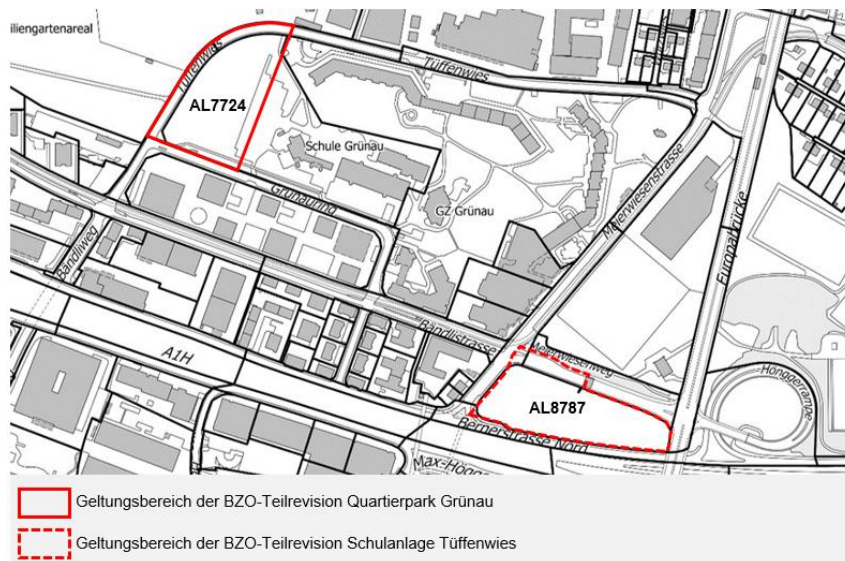 iliengartenareal
Tüffenwies
Tüffenwies
AL7724
Schule Grünau
Grünauring
GZ Grünau
Meierwiesenstrasse
Europabrücke
Bändliweg
Bändlistrasse
Meierwiesenweg
A1H
AL8787
Hönggerrampe
Bernerstrasse Nord
Max-Högg
Geltungsbereich der BZO-Teilrevision Quartierpark Grünau
Geltungsbereich der BZO-Teilrevision Schulanlage Tüffenwies